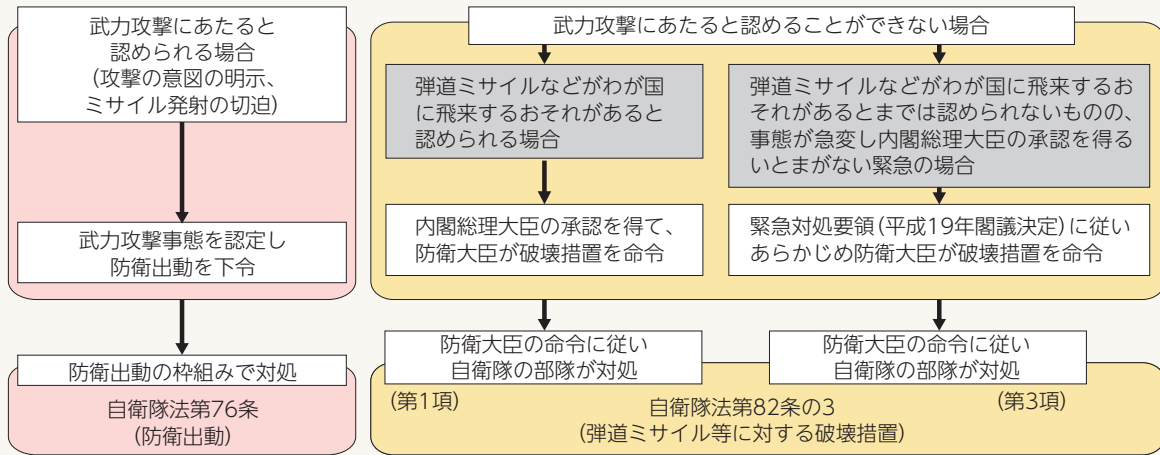 武力攻撃にあたると
認められる場合
(攻撃の意図の明示、
ミサイル発射の切迫)
武力攻撃事態を認定し
防衛出動を下令
防衛出動の枠組みで対処
自衛隊法第76条
(防衛出動)
武力攻撃にあたると認めることができない場合
弾道ミサイルなどがわが国
に飛来するおそれがあると
認められる場合
内閣総理大臣の承認を得て、
防衛大臣が破壊措置を命令
防衛大臣の命令に従い
自衛隊の部隊が対処
(第1項)
弾道ミサイルなどがわが国に飛来するお
それがあるとまでは認められないものの、
事態が急変し内閣総理大臣の承認を得る
いとまがない緊急の場合
緊急対処要領(平成19年閣議決定)に従い
あらかじめ防衛大臣が破壊措置を命令
防衛大臣の命令に従い
自衛隊の部隊が対処
(第3項)
自衛隊法第82条の3
(弾道ミサイル等に対する破壊措置)